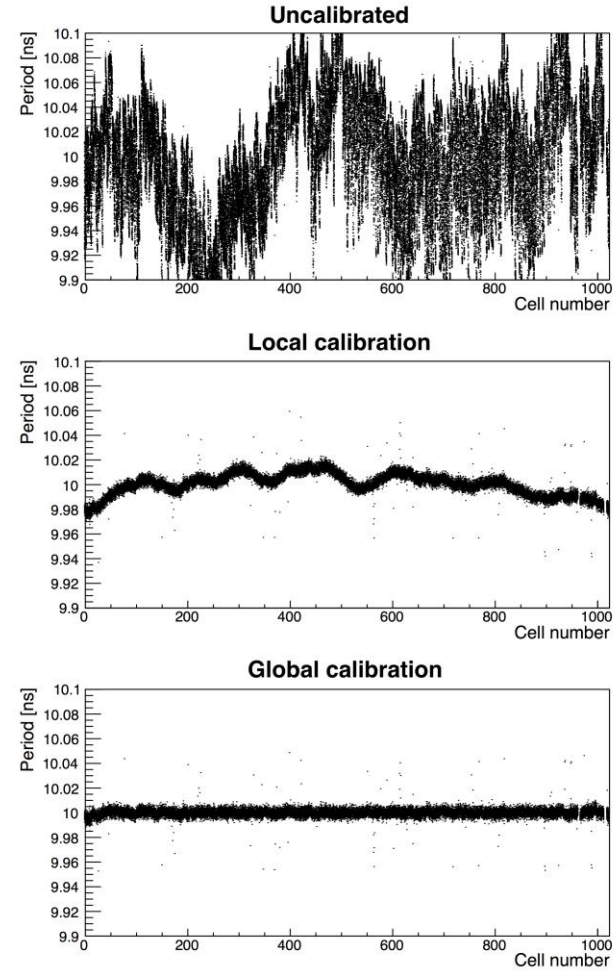 Uncalibrated
Period [ns]
10.1
10.08
10.06
10.04
10.02
10
9.98
9.96
9.94
9.92
9.9
0 200 400 600 800 1000
Cell number
Local calibration
Period [ns]
10.1
10.08
10.06
10.04
10.02
10
9.98
9.96
9.94
9.92
9.9
0 200 400 600 800 1000
Cell number
Global calibration
Period [ns]
10.1
10.08
10.06
10.04
10.02
10
9.98
9.96
9.94
9.92
9.9
0 200 400 600 800 1000
Cell number